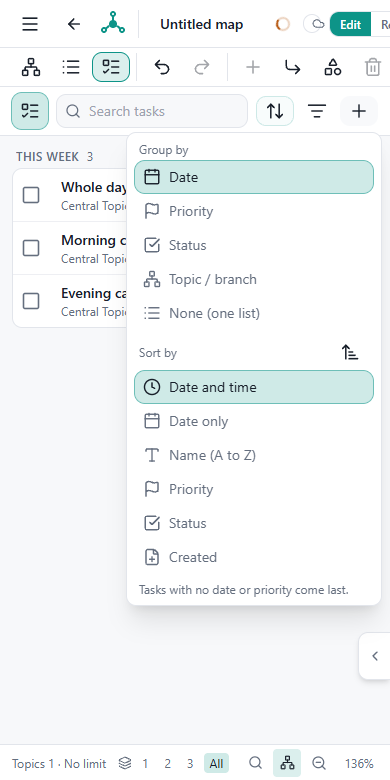 Untitled map
Edit
THIS WEEK 3
Whole day
Central Topic
Morning c
Central Topic
Evening ca
Central Topic
Search tasks
Group by
Date
Priority
Status
Topic / branch
None (one list)
Sort by
Date and time
Date only
Name (A to Z)
Priority
Status
Created
Tasks with no date or priority come last.
Topics 1 · No limit
1 2 3 All
136%